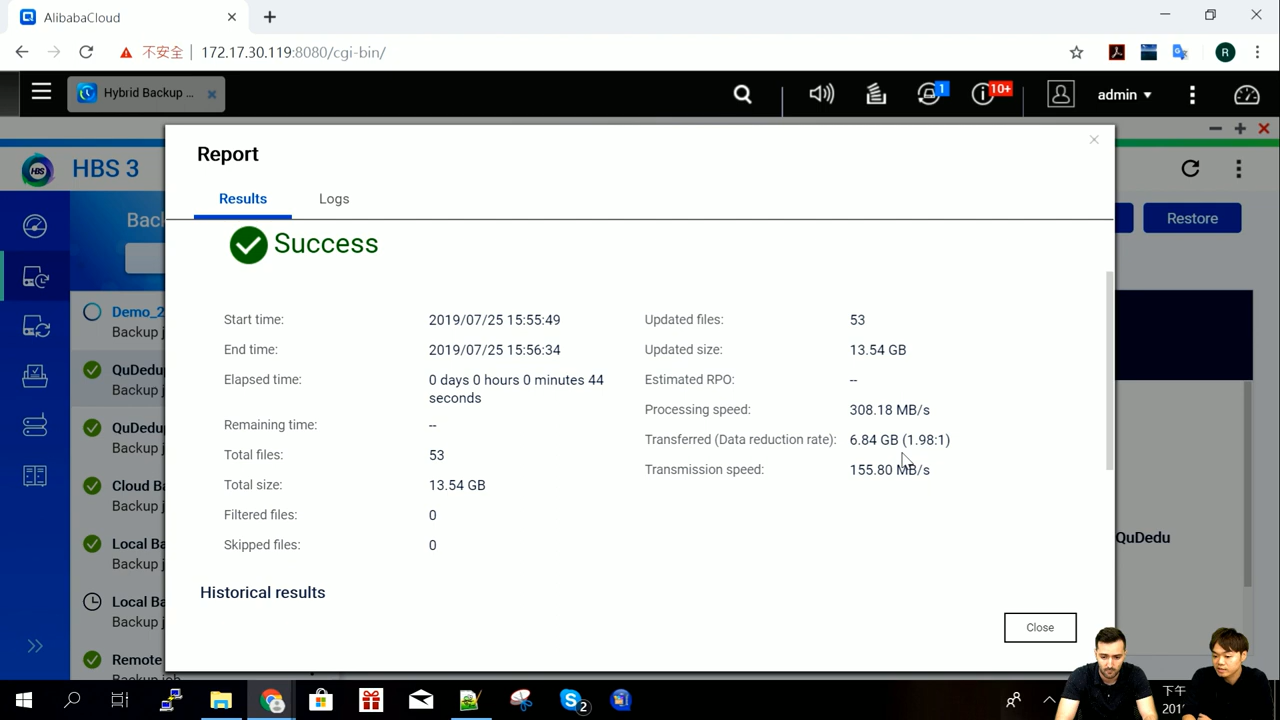 AlibabaCloud
不安全 172.17.30.119:8080/cgi-bin/
R
Hybrid Backup ...
1
10+
admin
HBS
HBS 3
Restore
Report
Results Logs
Success
Start time: 2019/07/25 15:55:49
End time: 2019/07/25 15:56:34
Elapsed time: 0 days 0 hours 0 minutes 44
seconds
Remaining time: --
Total files: 53
Total size: 13.54 GB
Filtered files: 0
Skipped files: 0
Updated files: 53
Updated size: 13.54 GB
Estimated RPO: --
Processing speed: 308.18 MB/s
Transferred (Data reduction rate): 6.84 GB (1.98:1)
Transmission speed: 155.80 MB/s
Historical results
Close
Demo_2
Backup j
QuDedu
Backup j
QuDedu
Backup j
Cloud Ba
Backup j
Local Ba
Backup j
Local Ba
Backup j
Remote
QuDedu
2
下午